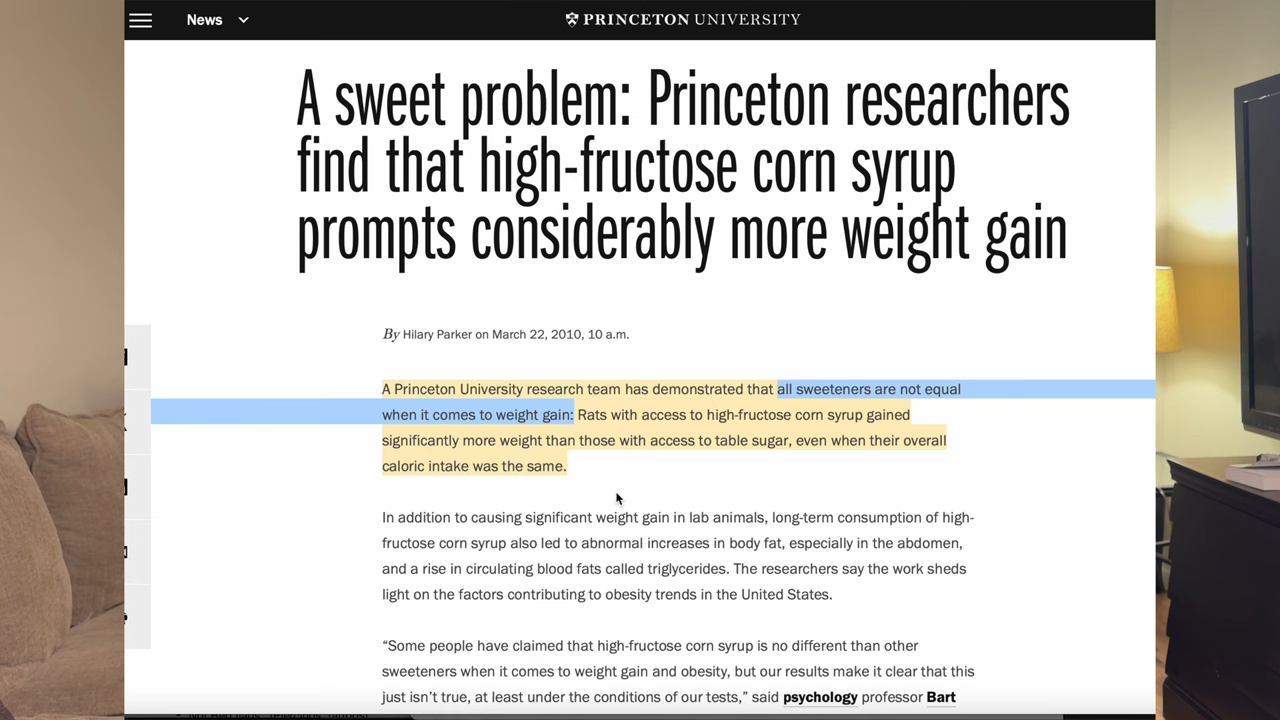 News
PRINCETON UNIVERSITY
A sweet problem: Princeton researchers
find that high-fructose corn syrup
prompts considerably more weight gain
By Hilary Parker on March 22, 2010, 10 a.m.
A Princeton University research team has demonstrated that all sweeteners are not equal
when it comes to weight gain: Rats with access to high-fructose corn syrup gained
significantly more weight than those with access to table sugar, even when their overall
caloric intake was the same.
In addition to causing significant weight gain in lab animals, long-term consumption of high-
fructose corn syrup also led to abnormal increases in body fat, especially in the abdomen,
and a rise in circulating blood fats called triglycerides. The researchers say the work sheds
light on the factors contributing to obesity trends in the United States.
“Some people have claimed that high-fructose corn syrup is no different than other
sweeteners when it comes to weight gain and obesity, but our results make it clear that this
just isn’t true, at least under the conditions of our tests,” said psychology professor Bart